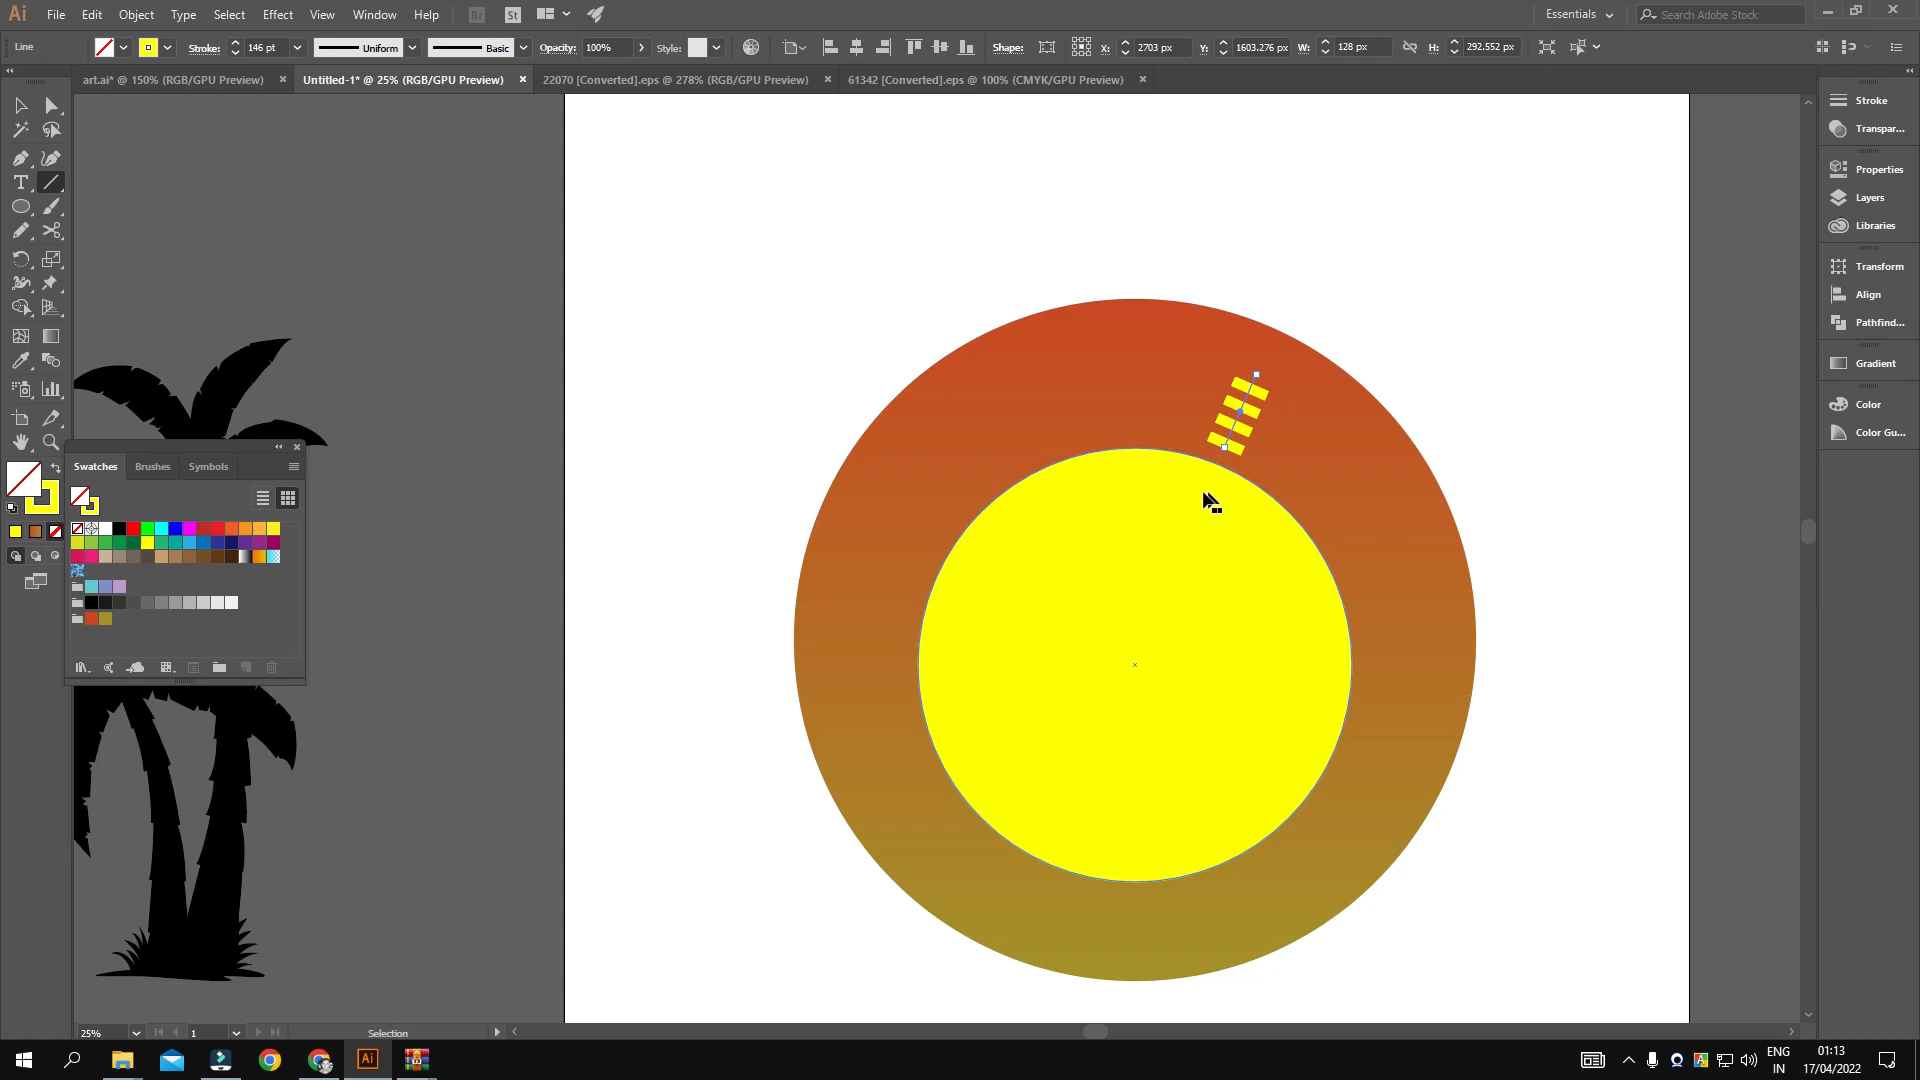 Ai File Edit Object Type Select Effect View Window Help Br St Essentials Search Adobe Stock
Line Stroke: 146 pt Uniform Basic Opacity: 100% Style: Shape: X: 2703 px Y: 1603.276 px W: 128 px H: 292.552 px
art.ai* @ 150% (RGB/GPU Preview) × Untitled-1* @ 25% (RGB/GPU Preview) × 22070 [Converted].eps @ 278% (RGB/GPU Preview) × 61342 [Converted].eps @ 100% (CMYK/GPU Preview) ×
Stroke
Transpar...
Properties
Layers
Libraries
Transform
Align
Pathfind...
Gradient
Color
Color Gu...
Swatches Brushes Symbols
25% 1 Selection
Ai ENG 01:13
IN 17/04/2022